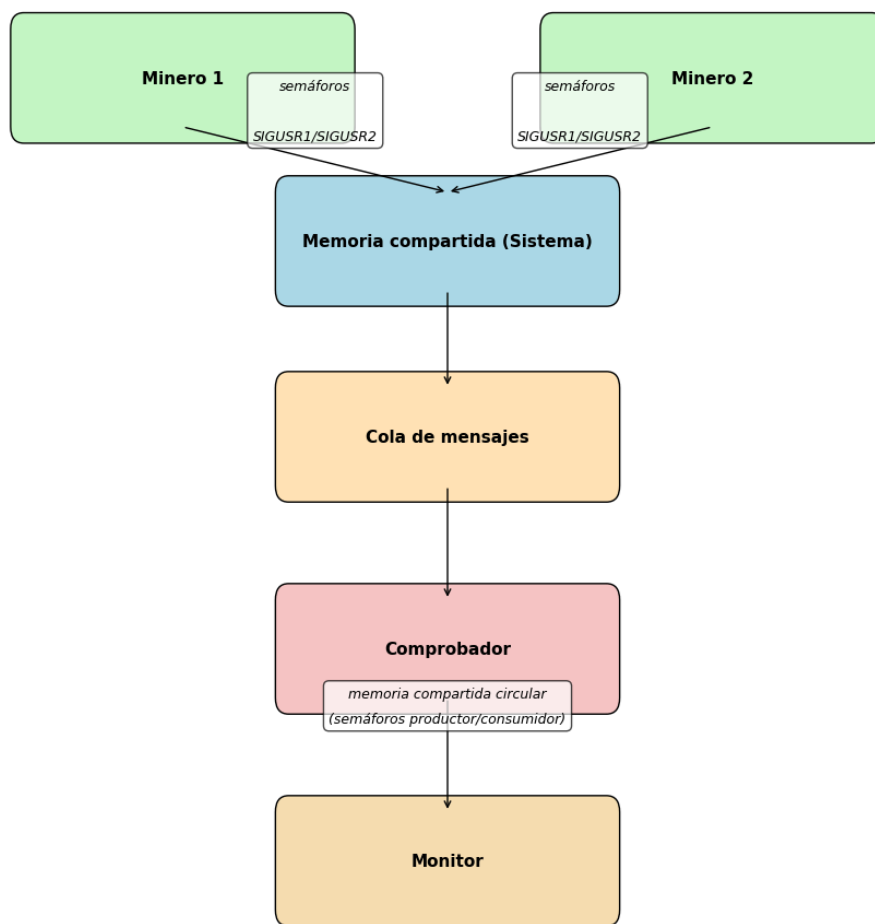 Minero 1
Minero 2
semáforos
SIGUSR1/SIGUSR2
semáforos
SIGUSR1/SIGUSR2
Memoria compartida (Sistema)
Cola de mensajes
Comprobador
memoria compartida circular
(semáforos productor/consumidor)
Monitor